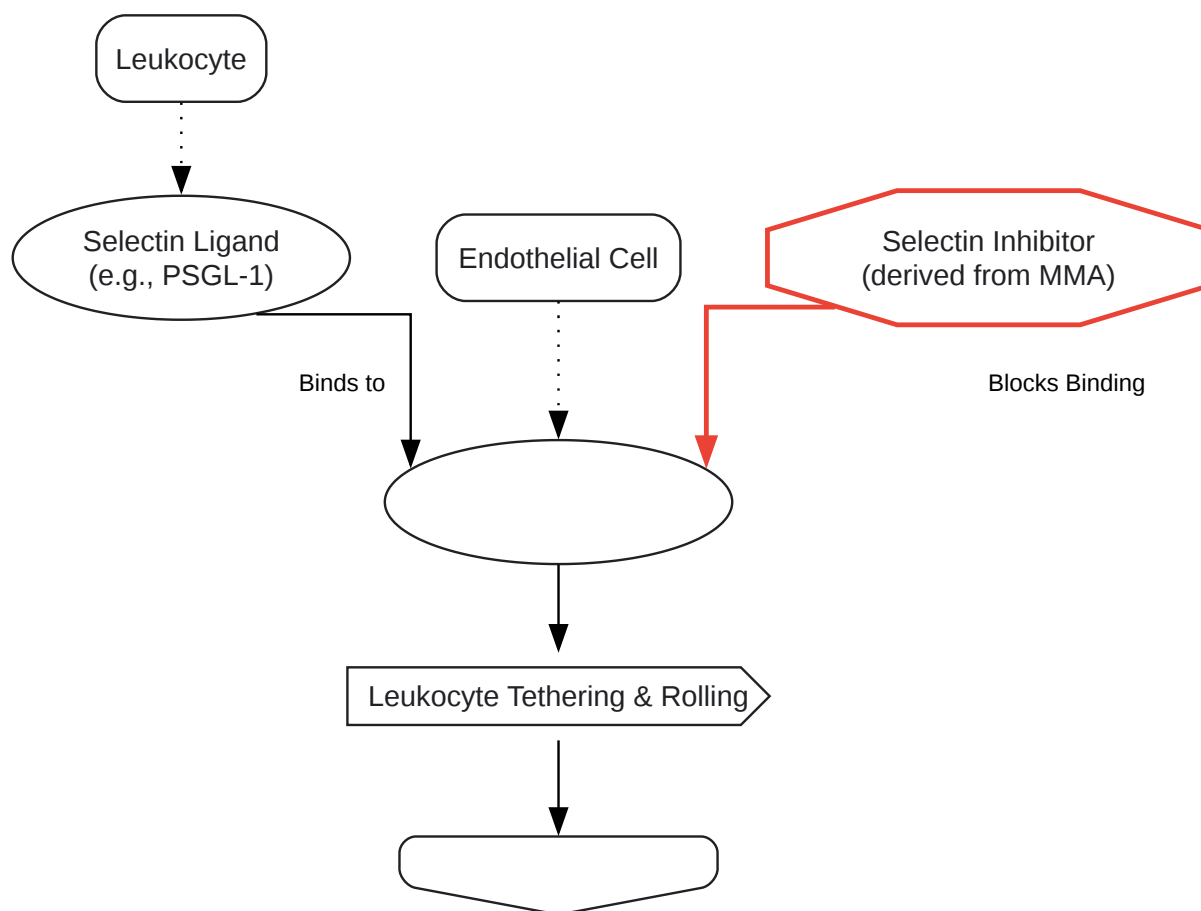 Leukocyte
Selectin Ligand
(e.g., PSGL-1)
Endothelial Cell
Selectin Inhibitor
(derived from MMA)
Binds to
Blocks Binding
Leukocyte Tethering & Rolling